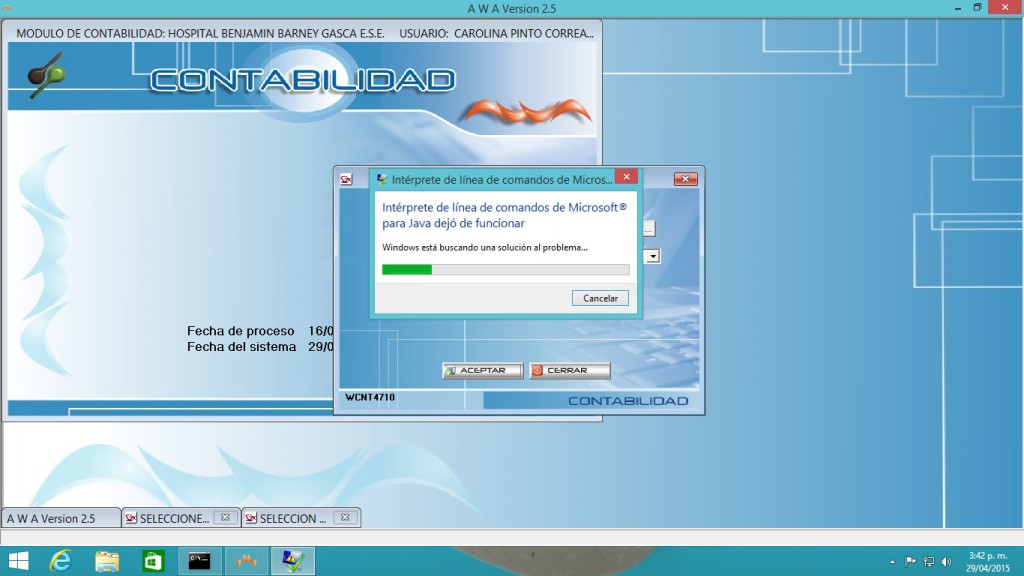 A W A Version 2.5
MODULO DE CONTABILIDAD: HOSPITAL BENJAMIN BARNEY GASCA E.S.E. USUARIO: CAROLINA PINTO CORREA...
CONTABILIDAD
Intérprete de línea de comandos de Micros...
Intérprete de línea de comandos de Microsoft®
para Java dejó de funcionar
Windows está buscando una solución al problema...
Cancelar
...
Fecha de proceso 16/0
Fecha del sistema 29/0
ACEPTAR CERRAR
WCNT4710 CONTABILIDAD
A W A Version 2.5 SELECCIONE... SELECCION ...
3:42 p. m.
29/04/2015